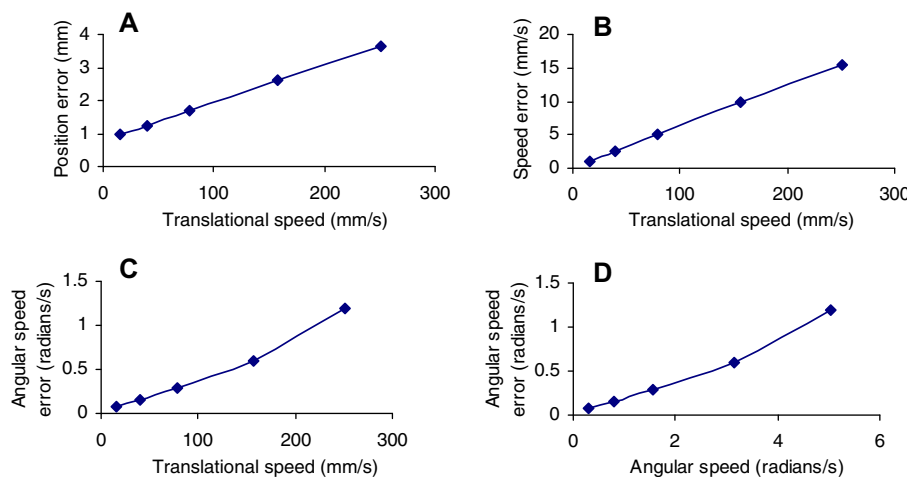 A
Position error (mm)
4
3
2
1
0
0 100 200 300
Translational speed (mm/s)
B
Speed error (mm/s)
20
15
10
5
0
0 100 200 300
Translational speed (mm/s)
C
Angular speed
error (radians/s)
1.5
1
0.5
0
0 100 200 300
Translational speed (mm/s)
D
Angular speed
error (radians/s)
1.5
1
0.5
0
0 2 4 6
Angular speed (radians/s)